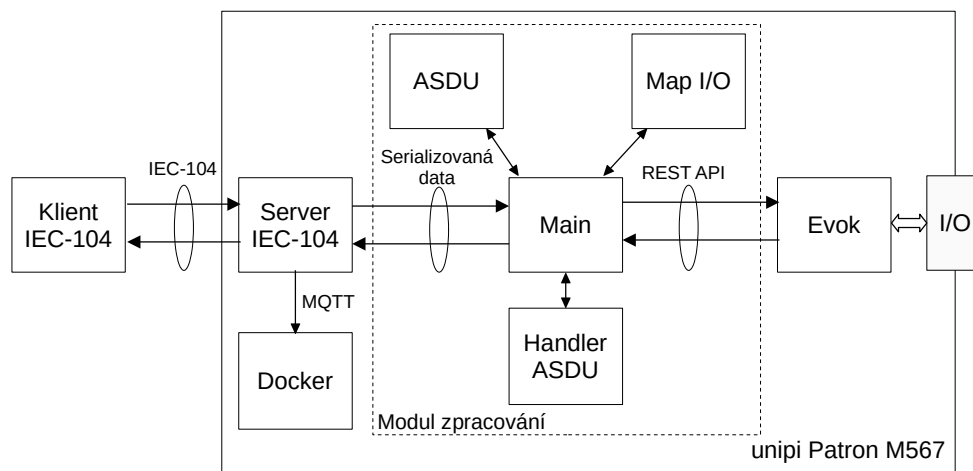 ASDU
Map I/O
IEC-104
Serializovaná
data
REST API
Klient
IEC-104
Server
IEC-104
Main
Evok
I/O
MQTT
Docker
Handler
ASDU
Modul zpracování
unipi Patron M567